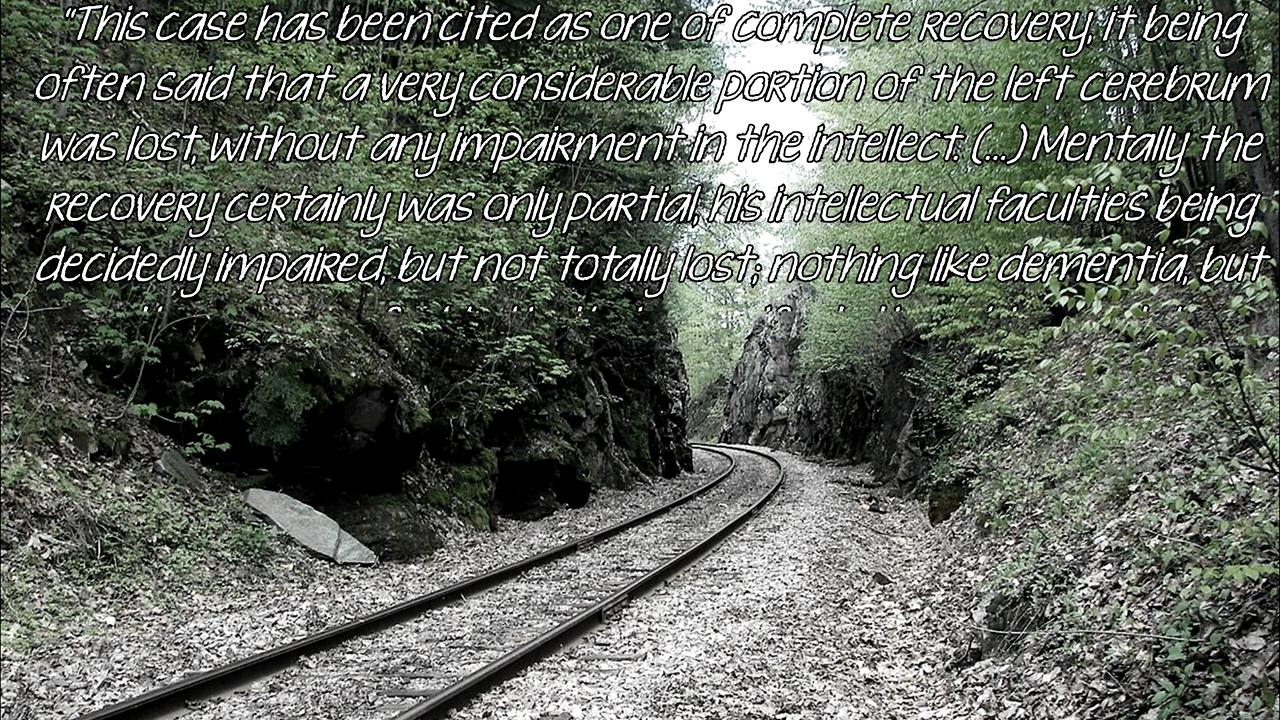 "This case has been cited as one of complete recovery, it being
often said that a very considerable portion of the left cerebrum
was lost, without any impairment in the intellect. (...) Mentally the
recovery certainly was only partial, his intellectual faculties being
decidedly impaired, but not totally lost; nothing like dementia, but